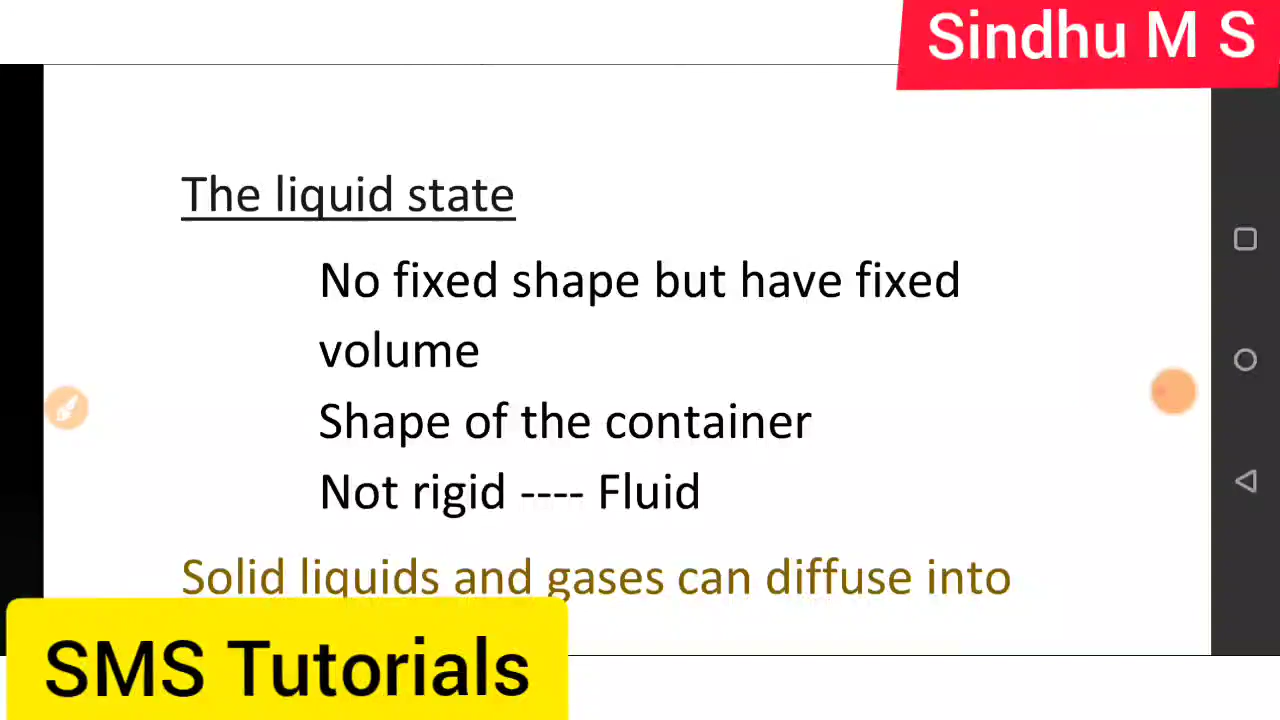 Sindhu M S
The liquid state
No fixed shape but have fixed
volume
Shape of the container
Not rigid ---- Fluid
Solid liquids and gases can diffuse into
SMS Tutorials